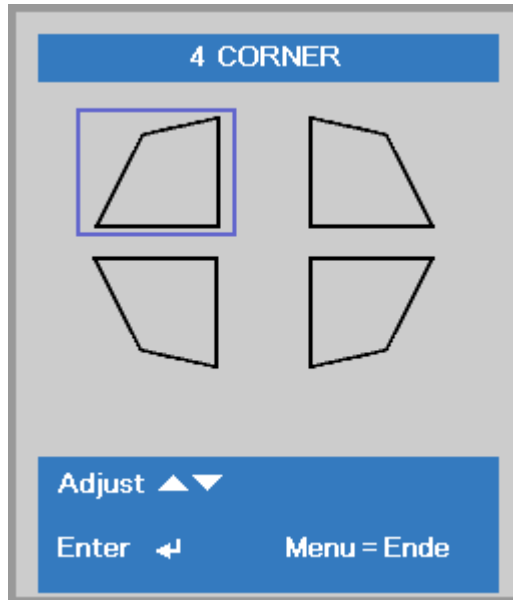 4 CORNER
Adjust ▲▼
Enter ↵
Menu = Ende